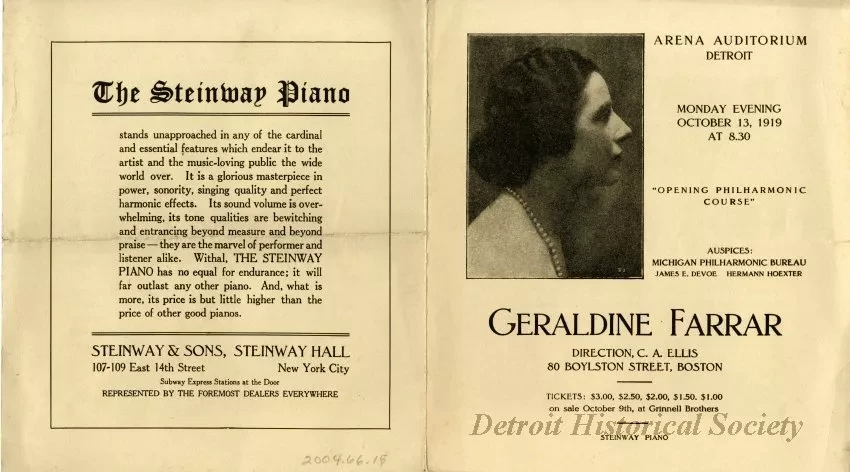 The Steinway Piano
stands unapproached in any of the cardinal
and essential features which endear it to the
artist and the music-loving public the wide
world over. It is a glorious masterpiece in
power, sonority, singing quality and perfect
harmonic effects. Its sound volume is over-
whelming, its tone qualities are bewitching
and entrancing beyond measure and beyond
praise — they are the marvel of performer and
listener alike. Withal, THE STEINWAY
PIANO has no equal for endurance; it will
far outlast any other piano. And, what is
more, its price is but little higher than the
price of other good pianos.
STEINWAY & SONS, STEINWAY HALL
107-109 East 14th Street New York City
Subway Express Stations at the Door
REPRESENTED BY THE FOREMOST DEALERS EVERYWHERE
2004.66.18
ARENA AUDITORIUM
DETROIT
MONDAY EVENING
OCTOBER 13, 1919
AT 8.30
"OPENING PHILHARMONIC
COURSE"
AUSPICES:
MICHIGAN PHILHARMONIC BUREAU
JAMES E. DEVOE HERMANN HOEXTER
GERALDINE FARRAR
DIRECTION, C. A. ELLIS
80 BOYLSTON STREET, BOSTON
TICKETS: $3.00, $2.50, $2.00, $1.50, $1.00
on sale October 9th, at Grinnell Brothers
Detroit Historical Society
STEINWAY PIANO